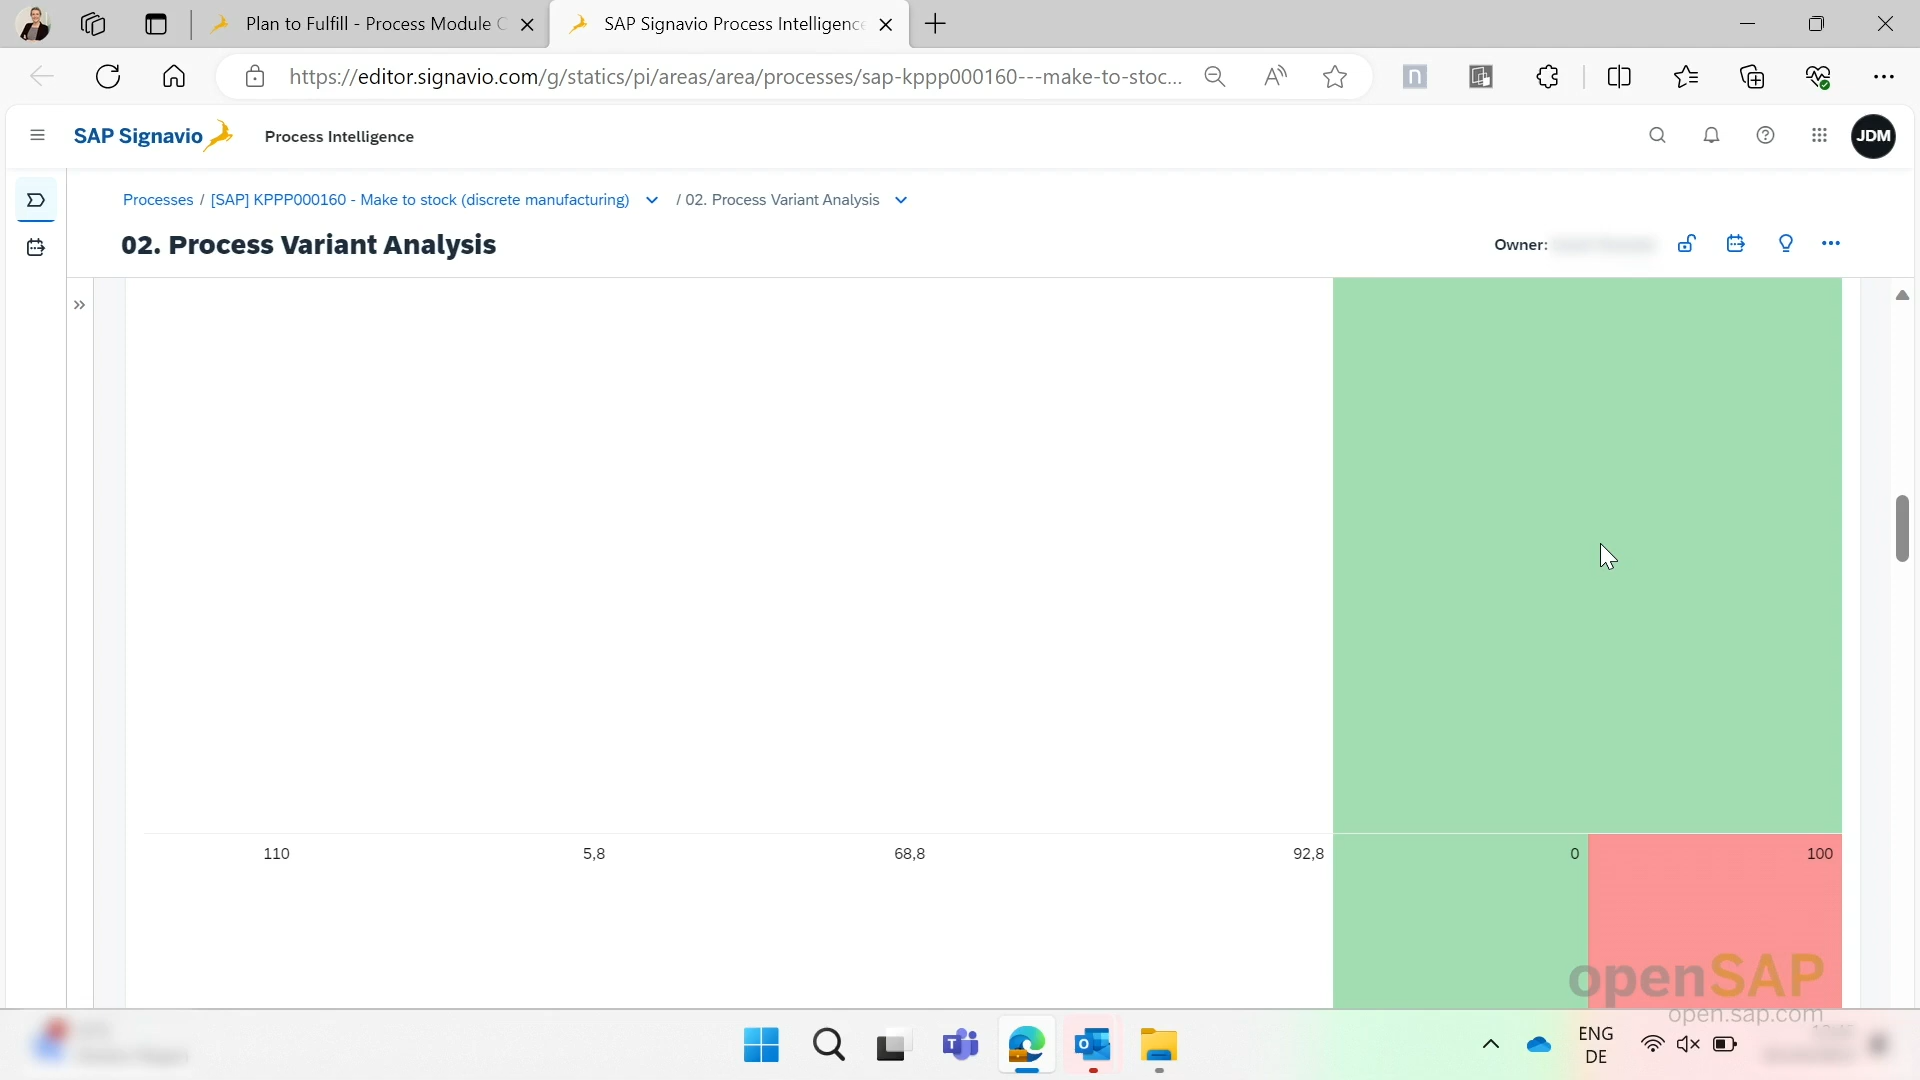 Plan to Fulfill - Process Module
SAP Signavio Process Intelligence
https://editor.signavio.com/g/statics/pi/areas/area/processes/sap-kppp000160---make-to-stoc...
SAP Signavio
Process Intelligence
JDM
Processes / [SAP] KPPP000160 - Make to stock (discrete manufacturing) / 02. Process Variant Analysis
02. Process Variant Analysis
Owner:
110 5,8 68,8 92,8 0 100
openSAP
open.sap.com
ENG
DE